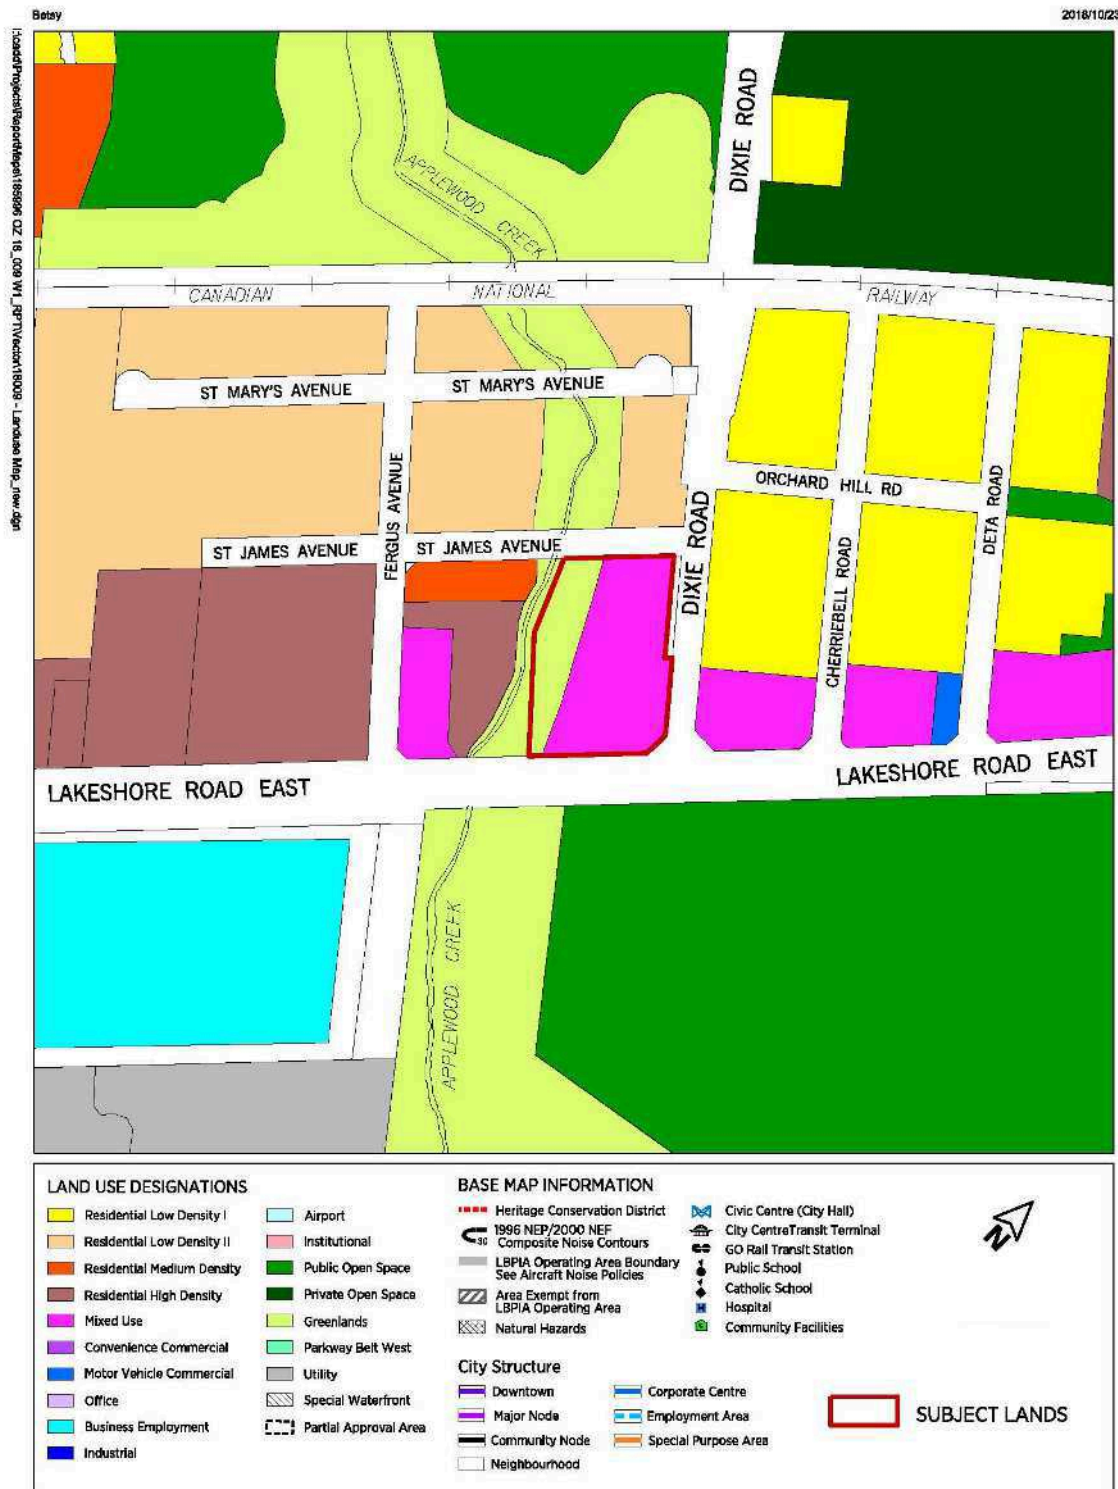 Betsy
2018/10/23
DIXIE ROAD
APPLEWOOD CREEK
CANADIAN NATIONAL RAILWAY
ST MARY'S AVENUE
ST MARY'S AVENUE
FERGUS AVENUE
ORCHARD HILL RD
DETA ROAD
DIXIE ROAD
CHERRIEBELL ROAD
ST JAMES AVENUE
ST JAMES AVENUE
LAKESHORE ROAD EAST
LAKESHORE ROAD EAST
APPLEWOOD CREEK
LAND USE DESIGNATIONS
Residential Low Density I
Residential Low Density II
Residential Medium Density
Residential High Density
Mixed Use
Convenience Commercial
Motor Vehicle Commercial
Office
Business Employment
Industrial
Airport
Institutional
Public Open Space
Private Open Space
Greenlands
Parkway Belt West
Utility
Special Waterfront
Partial Approval Area
BASE MAP INFORMATION
Heritage Conservation District
1996 NEP/2000 NEF
Composite Noise Contours
LBPIA Operating Area Boundary
See Aircraft Noise Policies
Area Exempt from
LBPIA Operating Area
Natural Hazards
Civic Centre (City Hall)
City CentreTransit Terminal
GO Rail Transit Station
Public School
Catholic School
H Hospital
Community Facilities
City Structure
Downtown
Major Node
Community Node
Neighbourhood
Corporate Centre
Employment Area
Special Purpose Area
SUBJECT LANDS
N